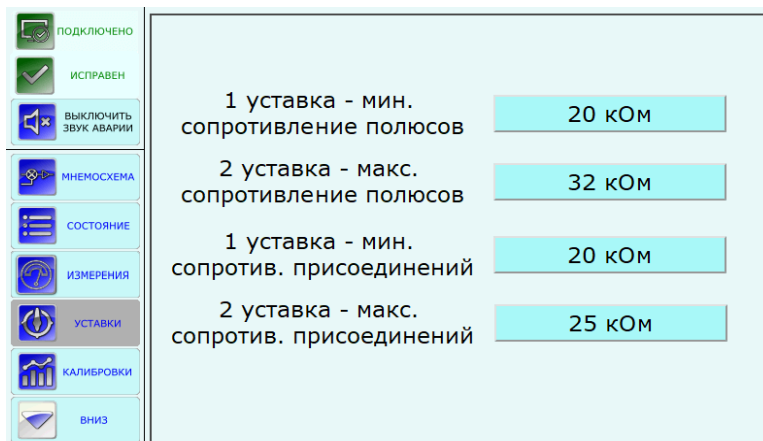 ПОДКЛЮЧЕНО
ИСПРАВЕН
ВЫКЛЮЧИТЬ
ЗВУК АВАРИИ
МНЕМОСХЕМА
СОСТОЯНИЕ
ИЗМЕРЕНИЯ
УСТАВКИ
КАЛИБРОВКИ
ВНИЗ
1 уставка - мин.
сопротивление полюсов
20 кОм
2 уставка - макс.
сопротивление полюсов
32 кОм
1 уставка - мин.
сопротив. присоединений
20 кОм
2 уставка - макс.
сопротив. присоединений
25 кОм